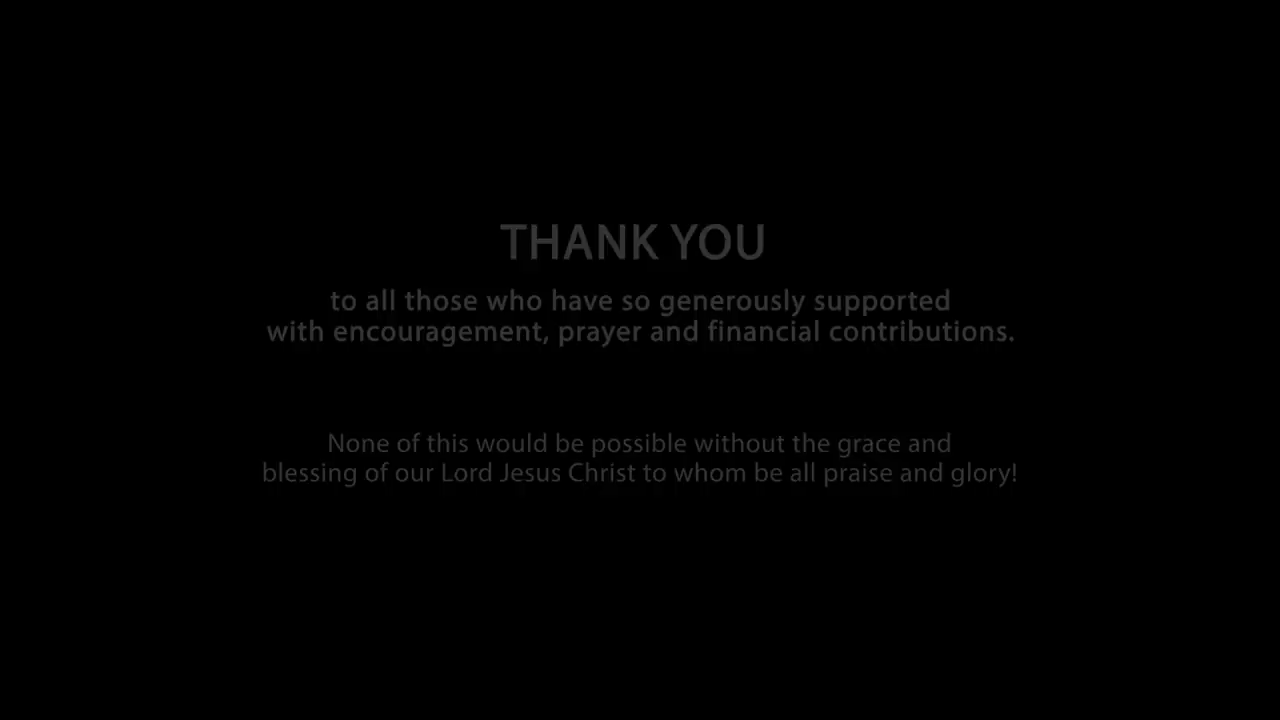 THANK YOU
to all those who have so generously supported
with encouragement, prayer and financial contributions.
None of this would be possible without the grace and
blessing of our Lord Jesus Christ to whom be all praise and glory!